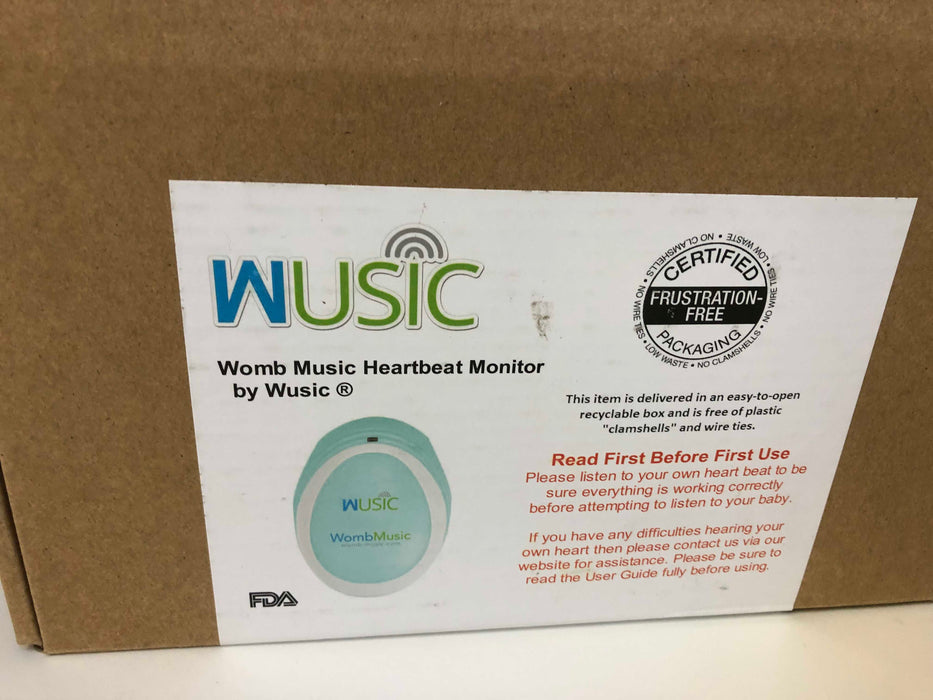 WUSIC
Womb Music Heartbeat Monitor
by Wusic ®
WUSIC
WombMusic
FDA
NO CLAMSHELLS • LOW WASTE • NO WIRE TIES • NO CLAMSHELLS • LOW WASTE • NO WIRE TIES •
CERTIFIED
FRUSTRATION-
FREE
PACKAGING
This item is delivered in an easy-to-open
recyclable box and is free of plastic
"clamshells" and wire ties.
Read First Before First Use
Please listen to your own heart beat to be
sure everything is working correctly
before attempting to listen to your baby.
If you have any difficulties hearing your
own heart then please contact us via our
website for assistance. Please be sure to
read the User Guide fully before using.